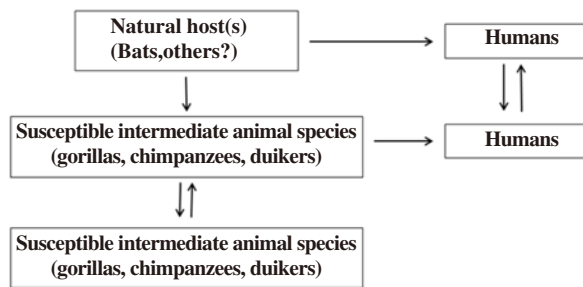 Natural host(s)
(Bats,others?)
Humans
Susceptible intermediate animal species
(gorillas, chimpanzees, duikers)
Humans
Susceptible intermediate animal species
(gorillas, chimpanzees, duikers)